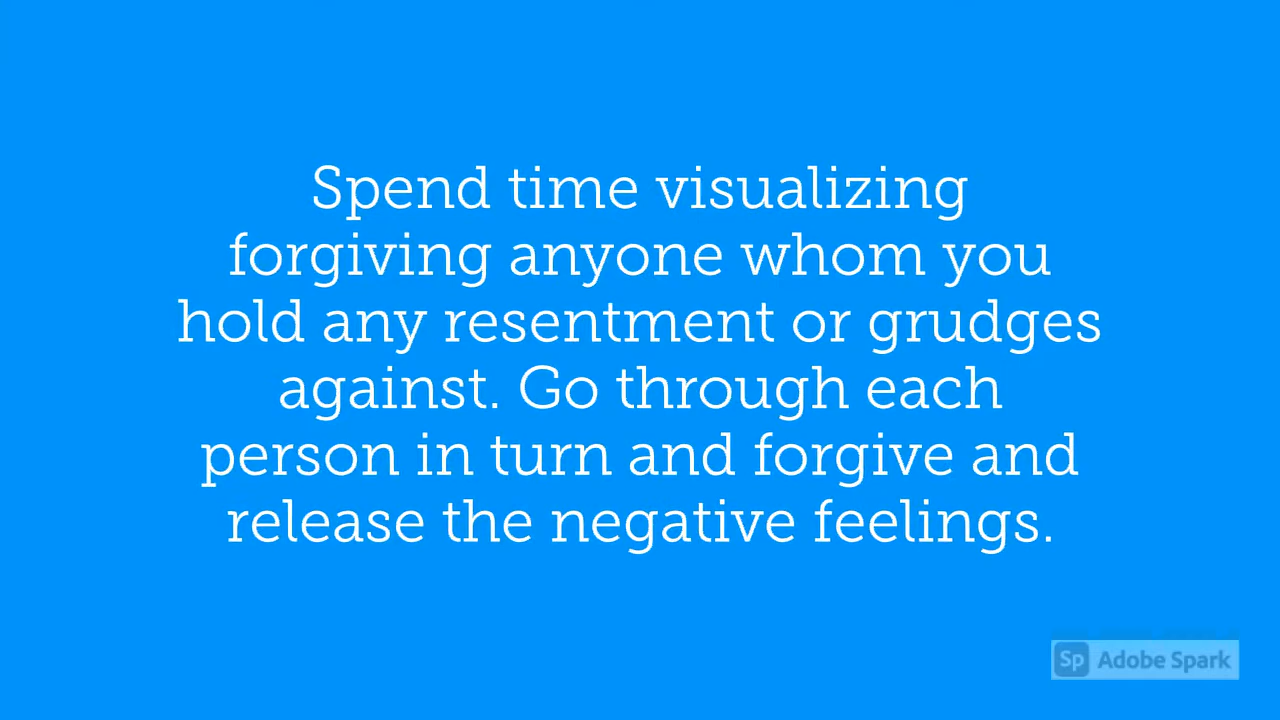 Spend time visualizing
forgiving anyone whom you
hold any resentment or grudges
against. Go through each
person in turn and forgive and
release the negative feelings.
Sp Adobe Spark